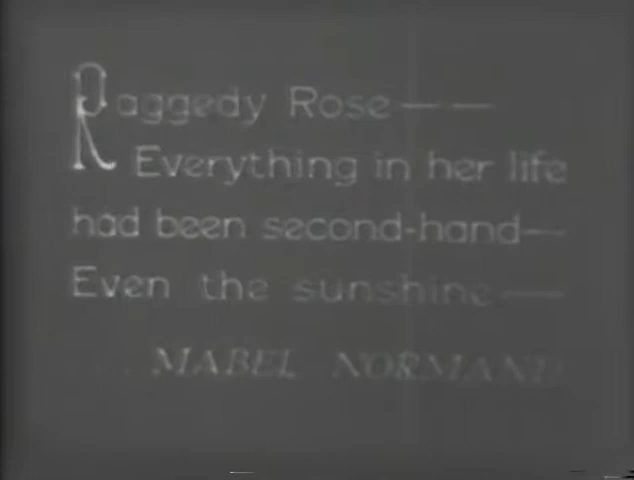 Raggedy Rose — —
Everything in her life
had been second-hand—
Even the sunshine —
... MABEL NORMAND